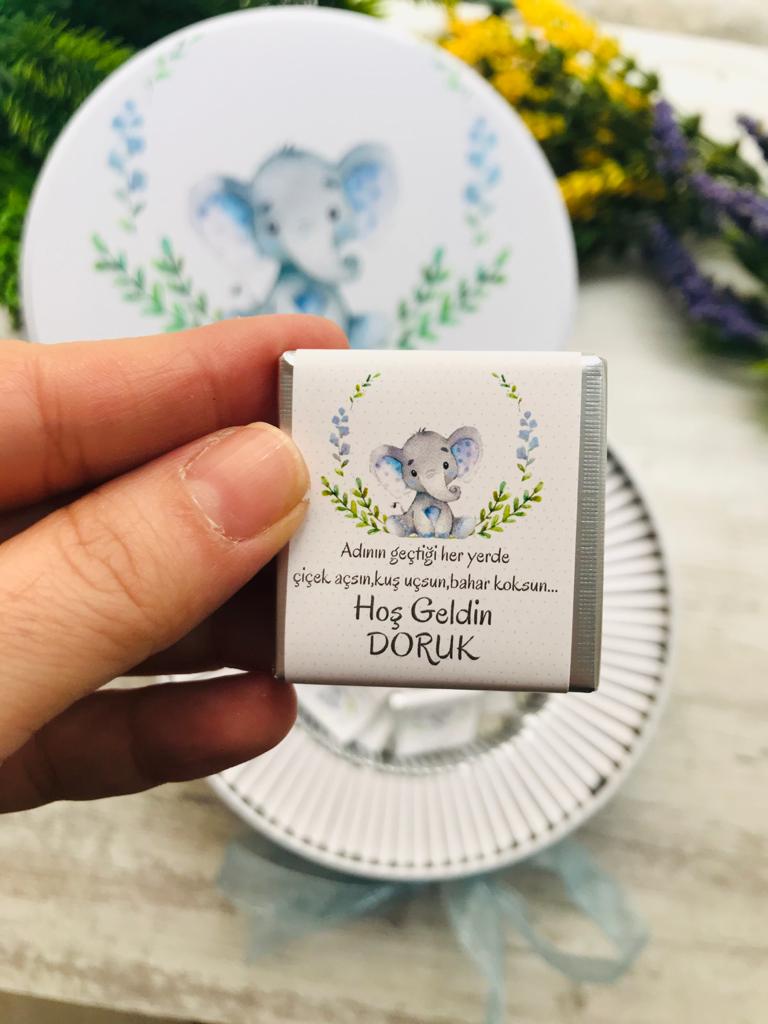 Adının geçtiği her yerde
çiçek açsın,kuş uçsun,bahar koksun...
Hoş Geldin
DORUK